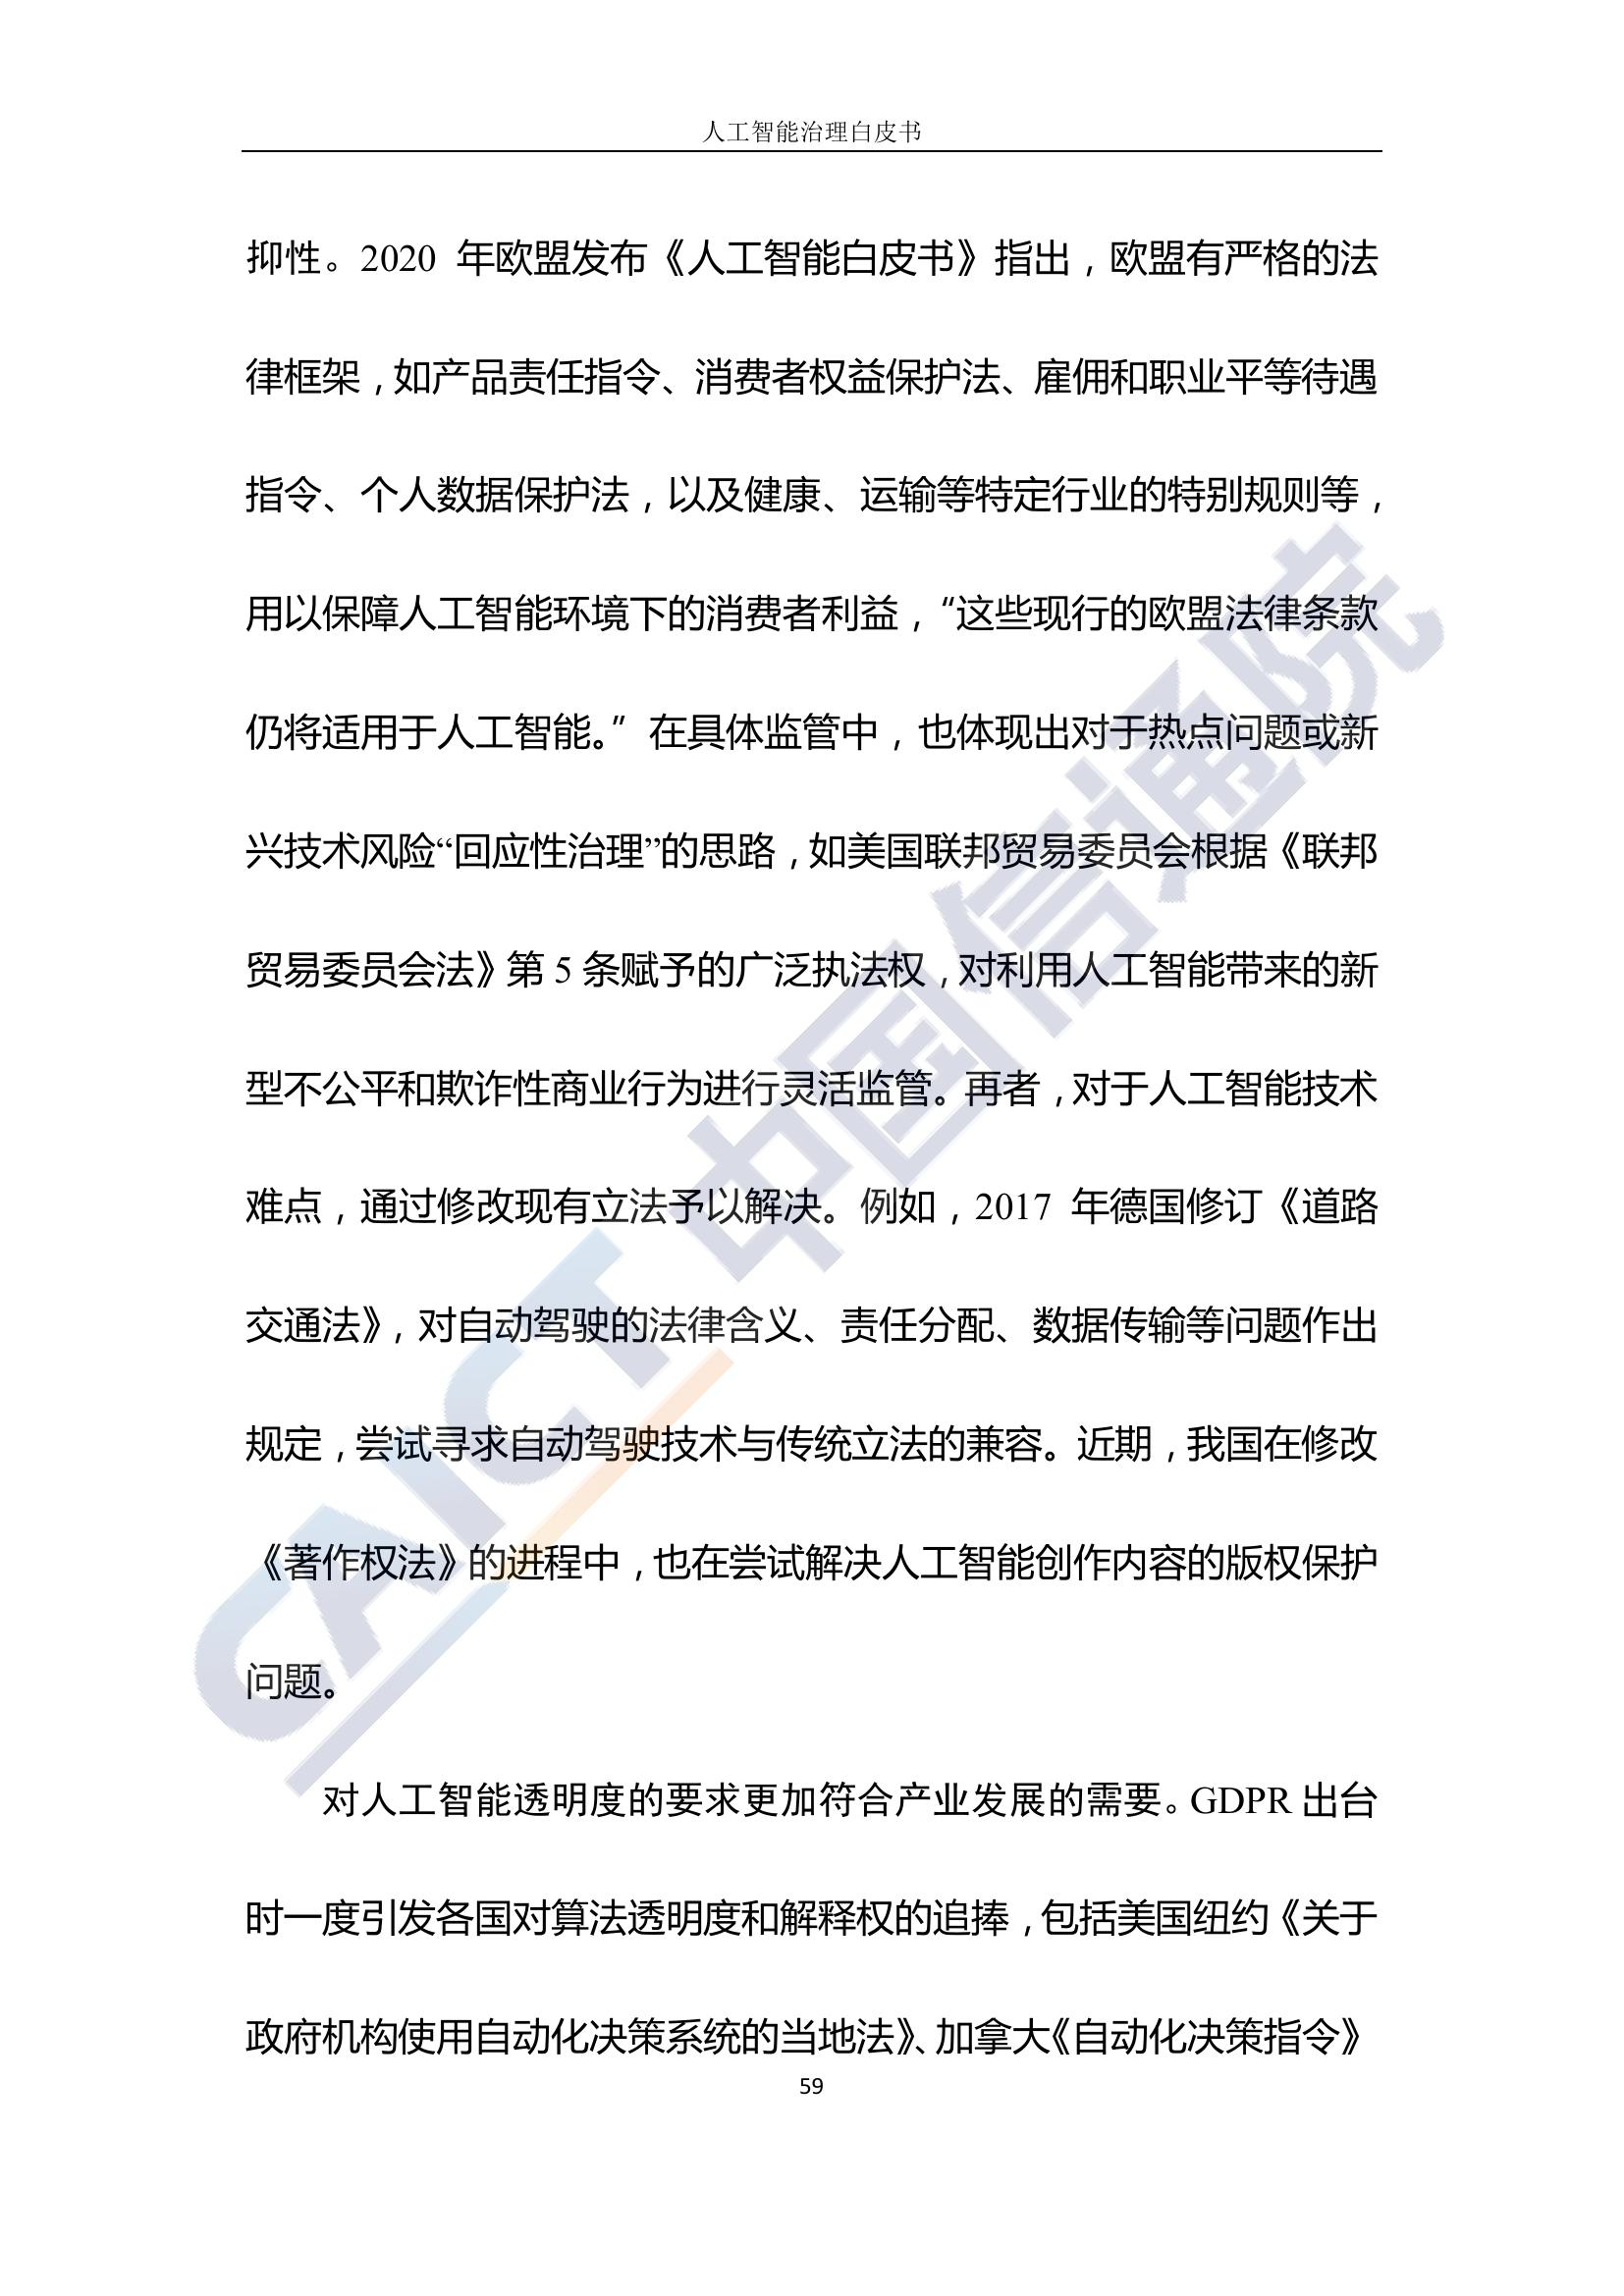 人工智能治理白皮书
抑性。2020 年欧盟发布《人工智能白皮书》指出，欧盟有严格的法
律框架，如产品责任指令、消费者权益保护法、雇佣和职业平等待遇
指令、个人数据保护法，以及健康、运输等特定行业的特别规则等，
用以保障人工智能环境下的消费者利益，“这些现行的欧盟法律条款
仍将适用于人工智能。” 在具体监管中，也体现出对于热点问题或新
兴技术风险“回应性治理”的思路，如美国联邦贸易委员会根据《联邦
贸易委员会法》第 5 条赋予的广泛执法权，对利用人工智能带来的新
型不公平和欺诈性商业行为进行灵活监管。再者，对于人工智能技术
难点，通过修改现有立法予以解决。例如，2017 年德国修订《道路
交通法》，对自动驾驶的法律含义、责任分配、数据传输等问题作出
规定，尝试寻求自动驾驶技术与传统立法的兼容。近期，我国在修改
《著作权法》的进程中，也在尝试解决人工智能创作内容的版权保护
问题。
对人工智能透明度的要求更加符合产业发展的需要。GDPR 出台
时一度引发各国对算法透明度和解释权的追捧，包括美国纽约《关于
政府机构使用自动化决策系统的当地法》、加拿大《自动化决策指令》
59
CAICT 中国信通院